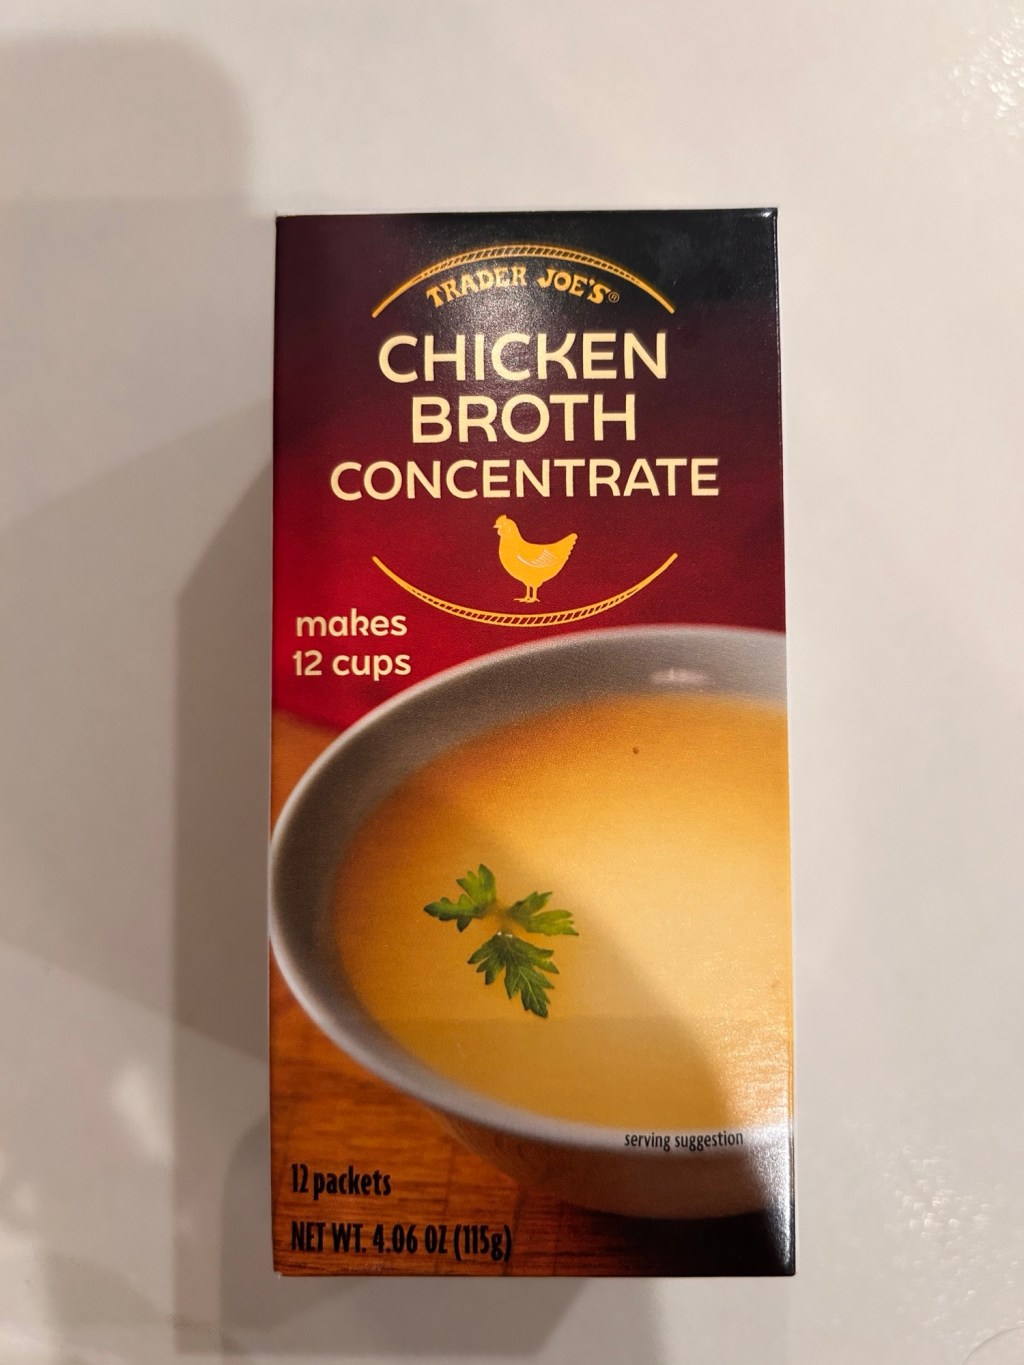 TRADER JOE'S®
CHICKEN
BROTH
CONCENTRATE
makes
12 cups
serving suggestion
12 packets
NET WT. 4.06 OZ (115g)